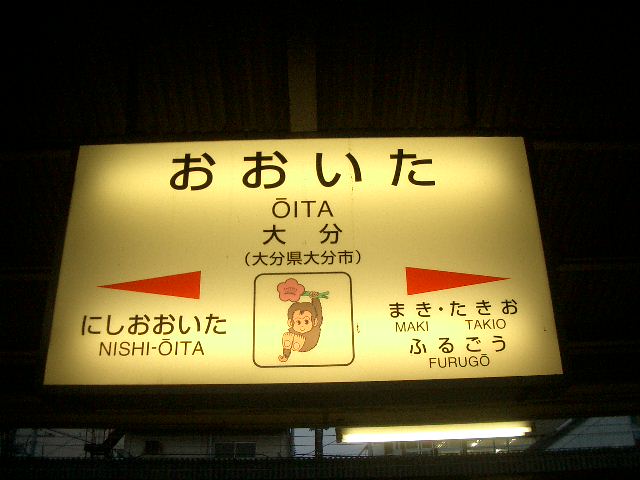 おおいた
ŌITA
大 分
(大分県大分市)
にしおおいた
NISHI-ŌITA
まき・たきお
MAKI TAKIO
ふるごう
FURUGŌ